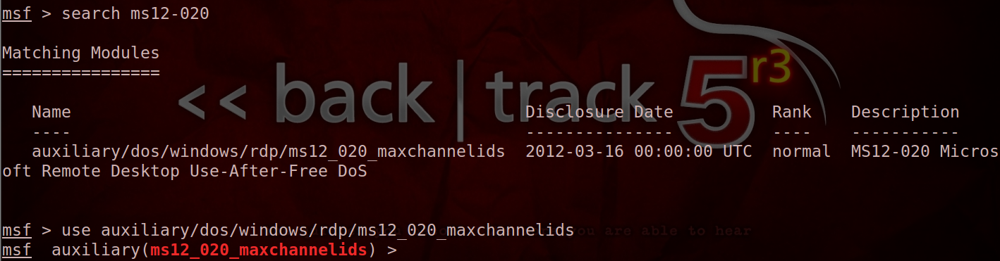 msf > search ms12-020
Matching Modules
================
<< back | track 5 r3
Name Disclosure Date Rank Description
---- --------------- ---- -----------
auxiliary/dos/windows/rdp/ms12_020_maxchannelids 2012-03-16 00:00:00 UTC normal MS12-020 Micros
oft Remote Desktop Use-After-Free DoS
msf > use auxiliary/dos/windows/rdp/ms12_020_maxchannelids
you are able to hear
msf auxiliary(ms12_020_maxchannelids) >